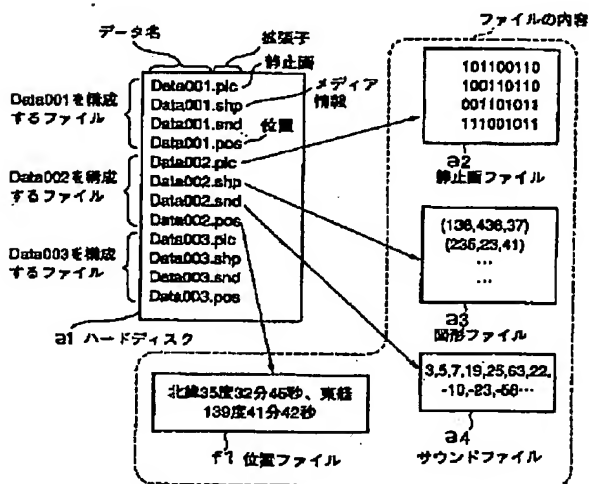 ファイルの内容
データ名
拡張子
静止画
メディア
情報
位置
Data001を構成
するファイル
Data002を構成
するファイル
Data003を構成
するファイル
Data001.pic
Data001.shp
Data001.snd
Data001.pos
Data002.pic
Data002.shp
Data002.snd
Data002.pos
Data003.pic
Data003.shp
Data003.snd
Data003.pos
a1 ハードディスク
101100110
100110110
001101011
111001011
a2
静止画ファイル
(136,436,37)
(235,23,41)
…
…
a3
図形ファイル
3,5,7,19,25,63,22,
-10,-23,-56…
a4
サウンドファイル
北緯35度32分45秒、東経
139度41分42秒
f1 位置ファイル